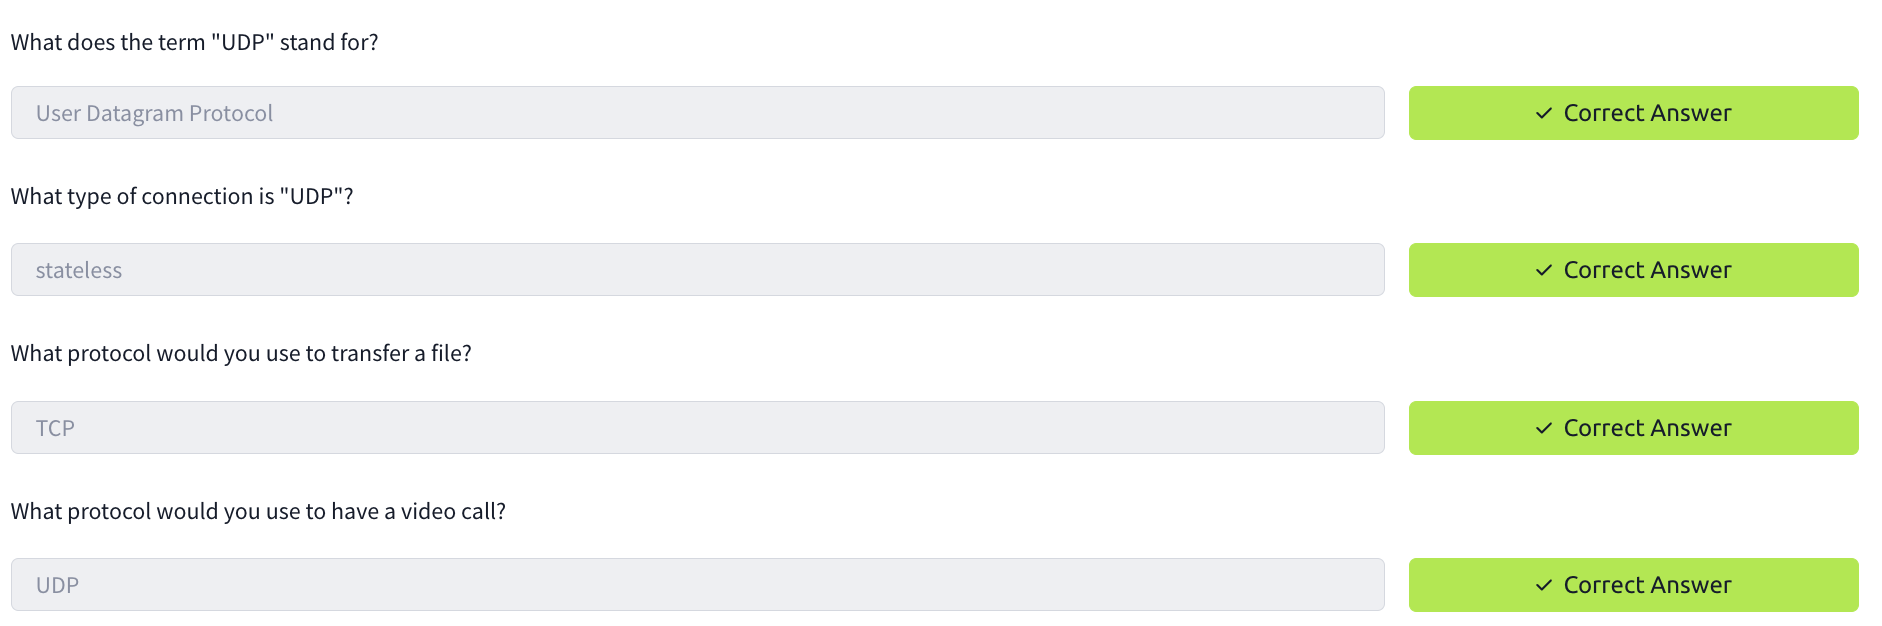 What does the term "UDP" stand for?
User Datagram Protocol
✓ Correct Answer
What type of connection is "UDP"?
stateless
✓ Correct Answer
What protocol would you use to transfer a file?
TCP
✓ Correct Answer
What protocol would you use to have a video call?
UDP
✓ Correct Answer